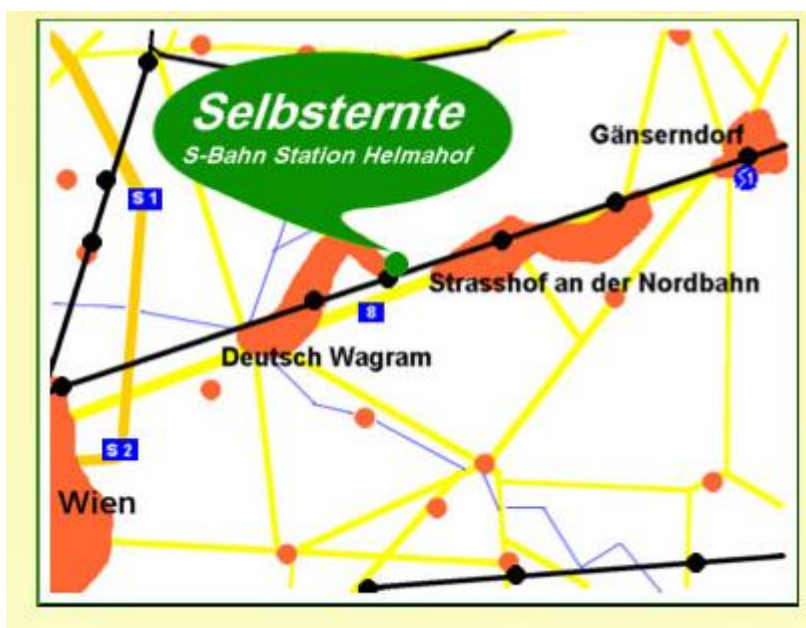 Selbsternte
S-Bahn Station Helmahof
Gänserndorf
S1
S 1
Strasshof an der Nordbahn
8
Deutsch Wagram
S 2
Wien